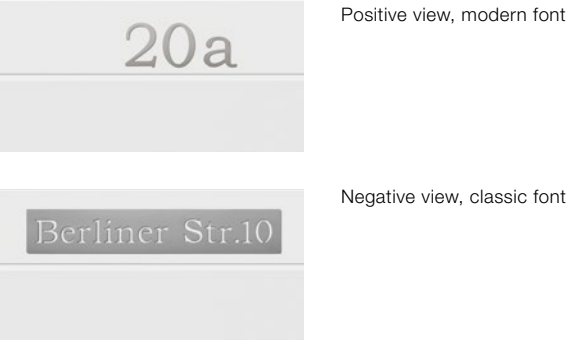 20a
Positive view, modern font
Berliner Str.10
Negative view, classic font